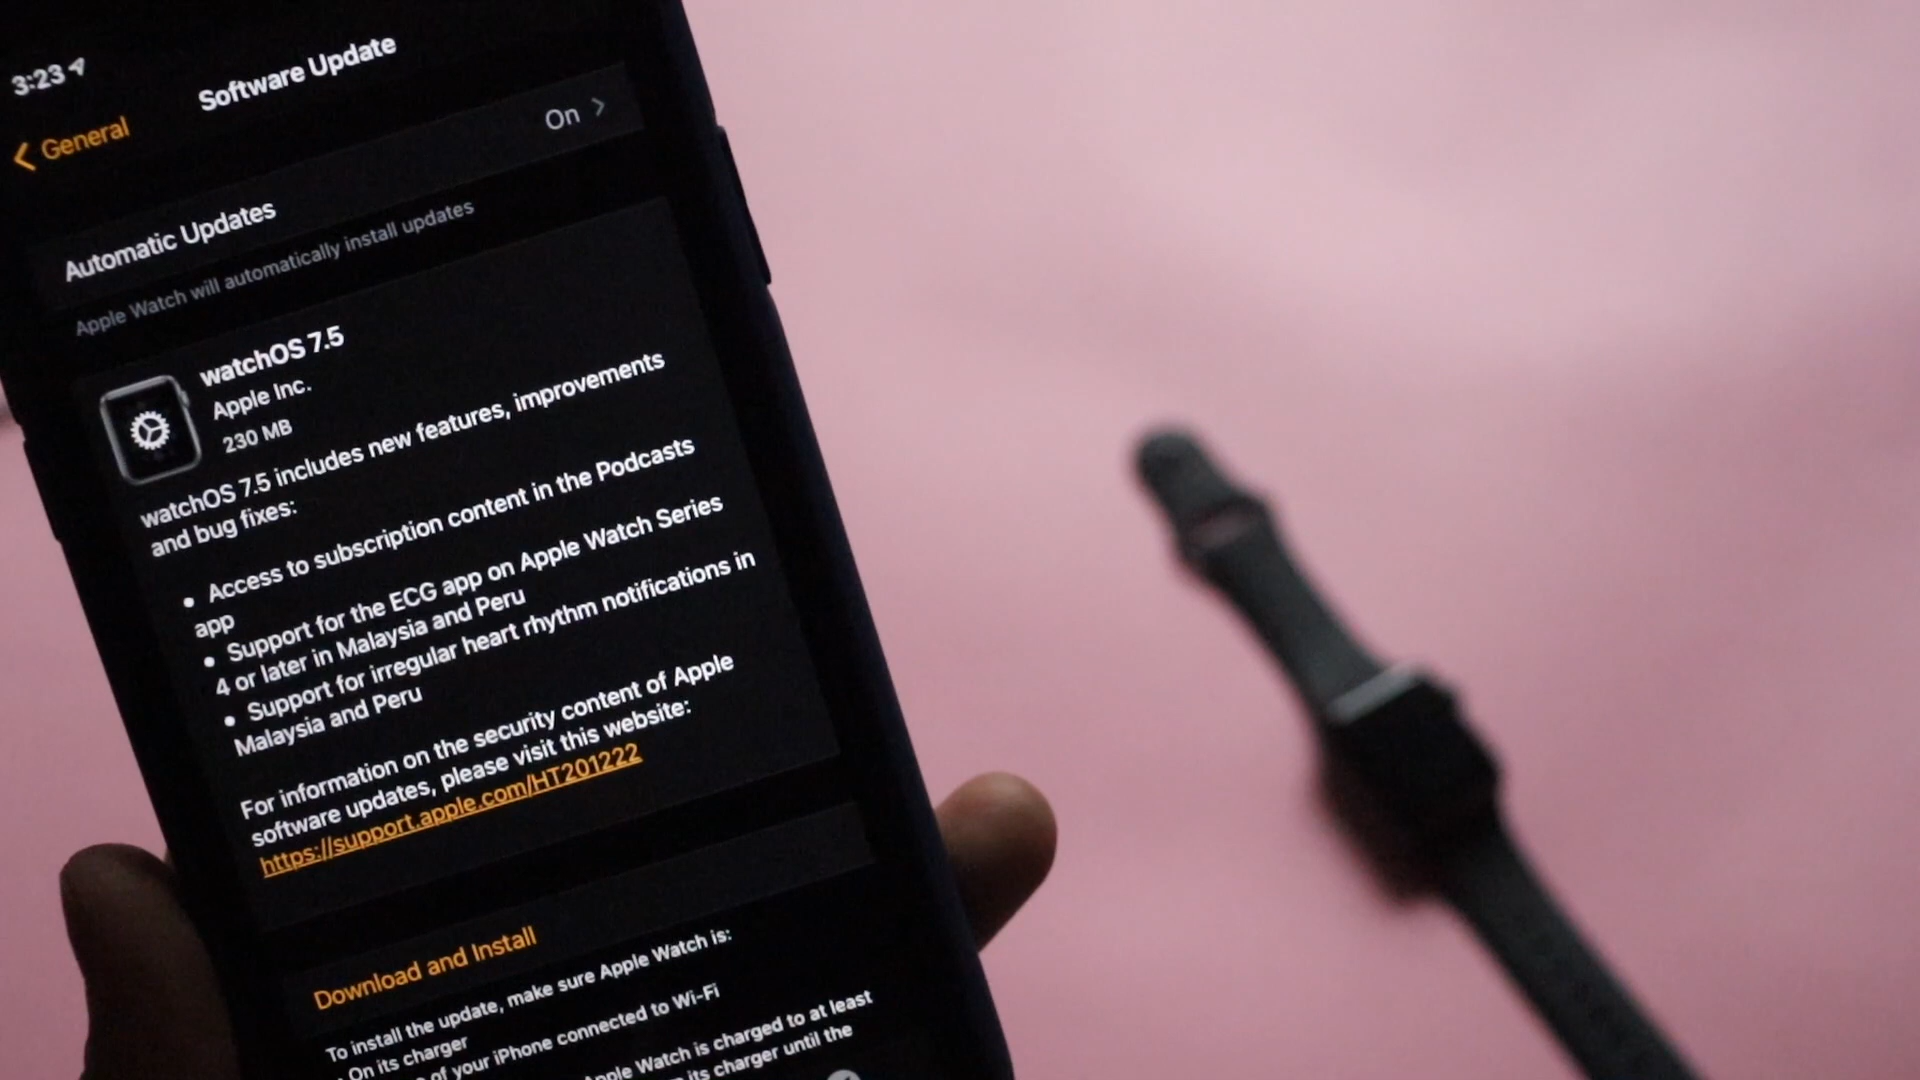 3:23
Software Update
General
Automatic Updates On
Apple Watch will automatically install updates
watchOS 7.5
Apple Inc.
230 MB
watchOS 7.5 includes new features, improvements
and bug fixes:
• Access to subscription content in the Podcasts
app
• Support for the ECG app on Apple Watch Series
4 or later in Malaysia and Peru
• Support for irregular heart rhythm notifications in
Malaysia and Peru
For information on the security content of Apple
software updates, please visit this website:
https://support.apple.com/HT201222
Download and Install
To install the update, make sure Apple Watch is:
On its charger
of your iPhone connected to Wi-Fi
Apple Watch is charged to at least
its charger until the